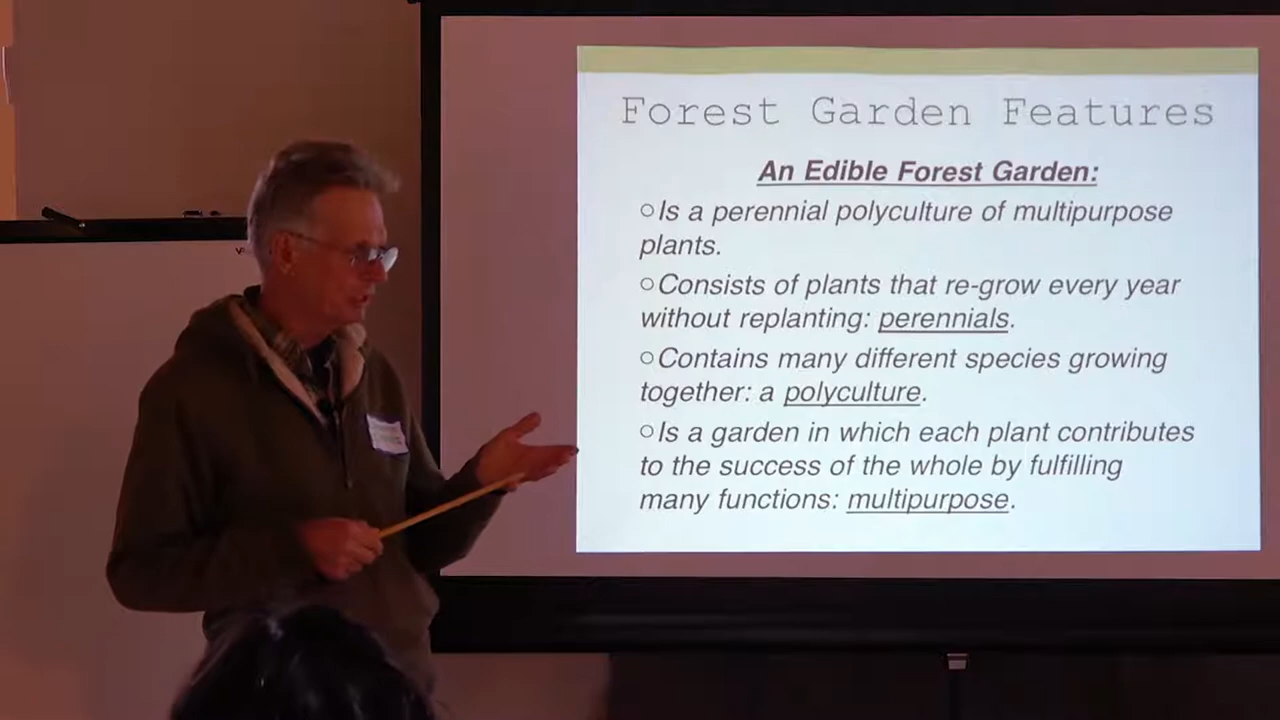 Forest Garden Features
An Edible Forest Garden:
○Is a perennial polyculture of multipurpose
plants.
○Consists of plants that re-grow every year
without replanting: perennials.
○Contains many different species growing
together: a polyculture.
○Is a garden in which each plant contributes
to the success of the whole by fulfilling
many functions: multipurpose.